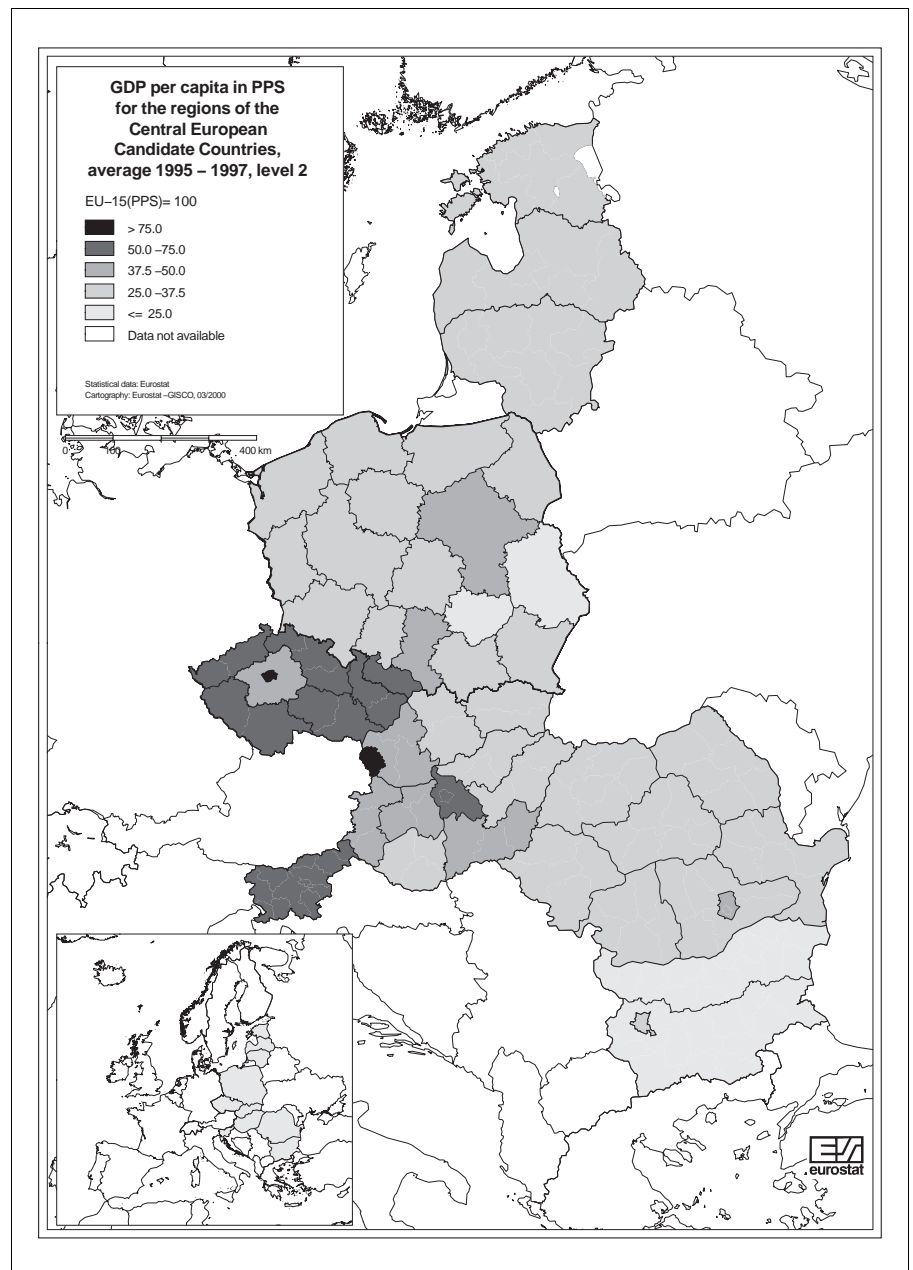 GDP per capita in PPS
for the regions of the
Central European
Candidate Countries,
average 1995 – 1997, level 2
EU–15(PPS)= 100
> 75.0
50.0 –75.0
37.5 –50.0
25.0 –37.5
<= 25.0
Data not available
Statistical data: Eurostat
Cartography: Eurostat –GISCO, 03/2000
0 100 400 km
eurostat